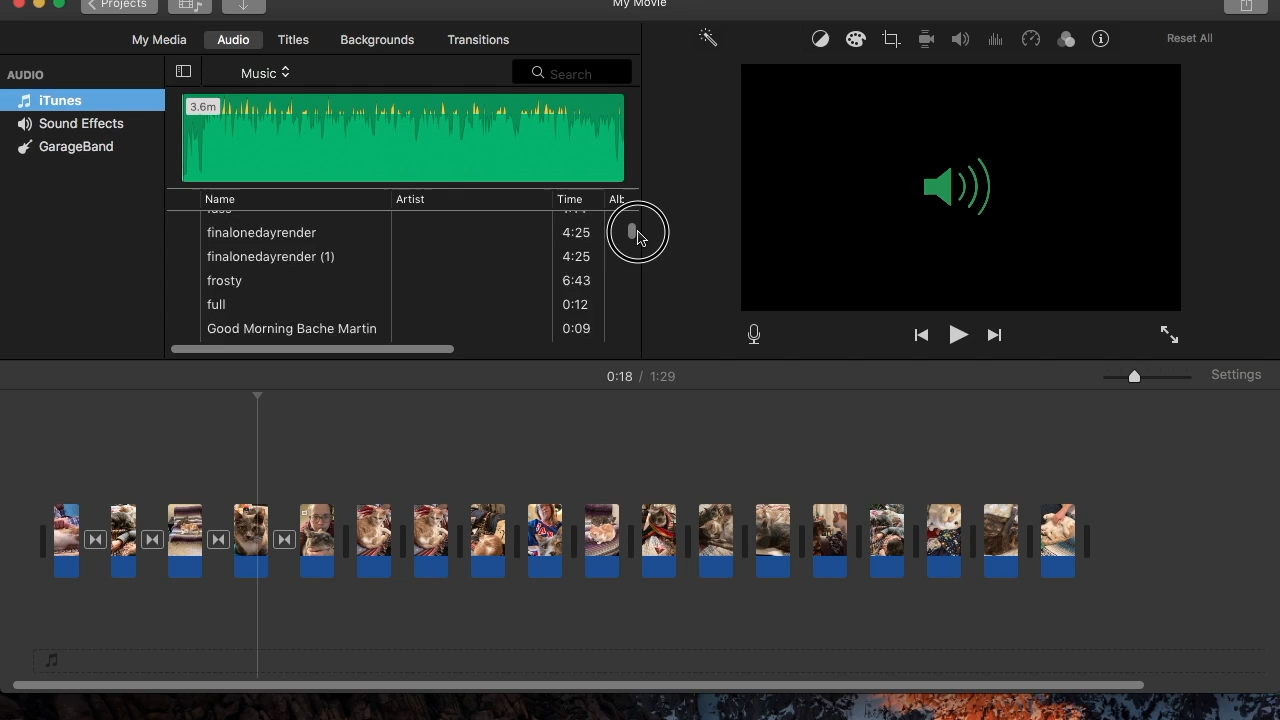 Projects
My Movie
My Media Audio Titles Backgrounds Transitions
Reset All
AUDIO
Music
Search
iTunes
Sound Effects
GarageBand
3.6m
Name Artist Time
finalonedayrender 4:25
finalonedayrender (1) 4:25
frosty 6:43
full 0:12
Good Morning Bache Martin 0:09
0:18 / 1:29
Settings